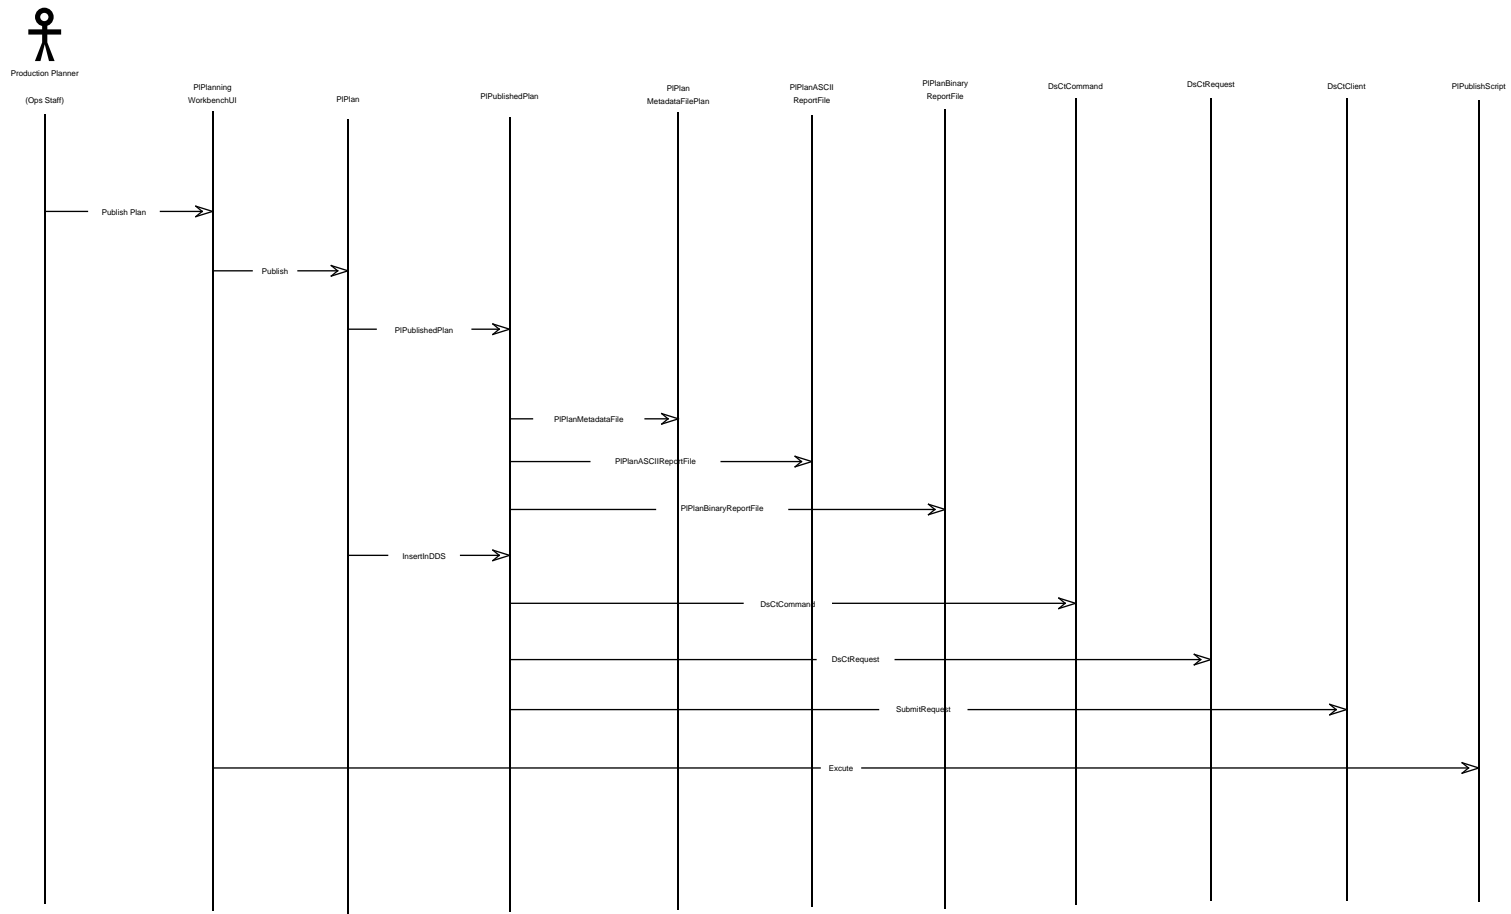 Production Planner
(Ops Staff)
PlPlanning
WorkbenchUI
PlPlan
PlPublishedPlan
PlPlan
MetadataFilePlan
PlPlanASCII
ReportFile
PlPlanBinary
ReportFile
DsCtCommand
DsCtRequest
DsCtClient
PlPublishScript
Publish Plan
Publish
PlPublishedPlan
PlPlanMetadataFile
PlPlanASCIIReportFile
PlPlanBinaryReportFile
InsertInDDS
DsCtCommand
DsCtRequest
SubmitRequest
Excute